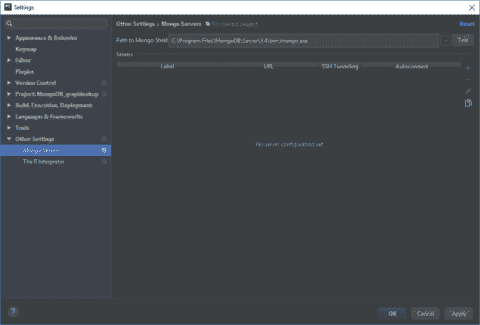 Settings
Other Settings › Mongo Servers For current project
Reset
Appearance & Behavior
Path to Mongo Shell: C:\Program Files\MongoDB\Server\3.4\bin\mongo.exe
Test
Keymap
Editor
Servers
Label URL SSH Tunneling Autoconnect
Plugins
Version Control
Project: MongoDB_graphlookup
Build, Execution, Deployment
Languages & Frameworks
Tools
Other Settings
Mongo Servers
No server configuration set
The R Interpreter
OK Cancel Apply